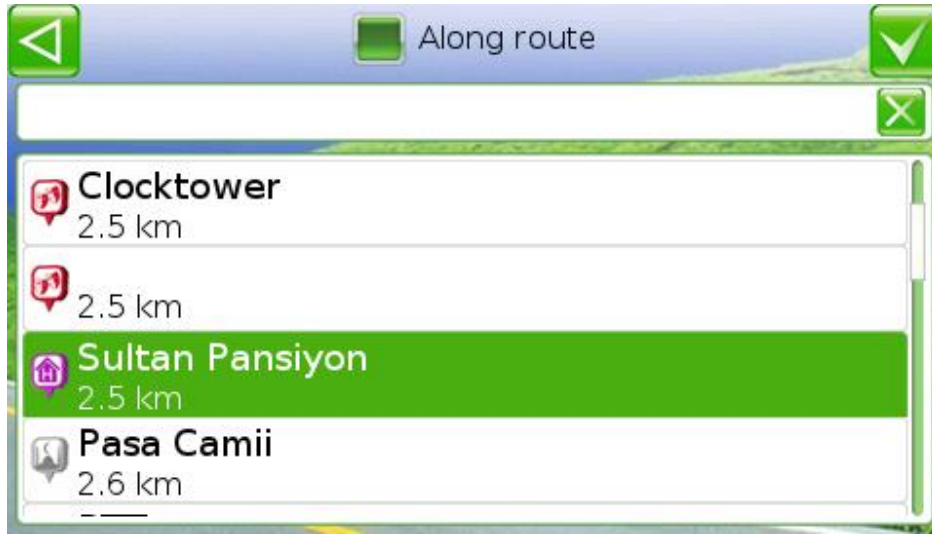 Along route
Clocktower
2.5 km
2.5 km
Sultan Pansiyon
2.5 km
Pasa Camii
2.6 km